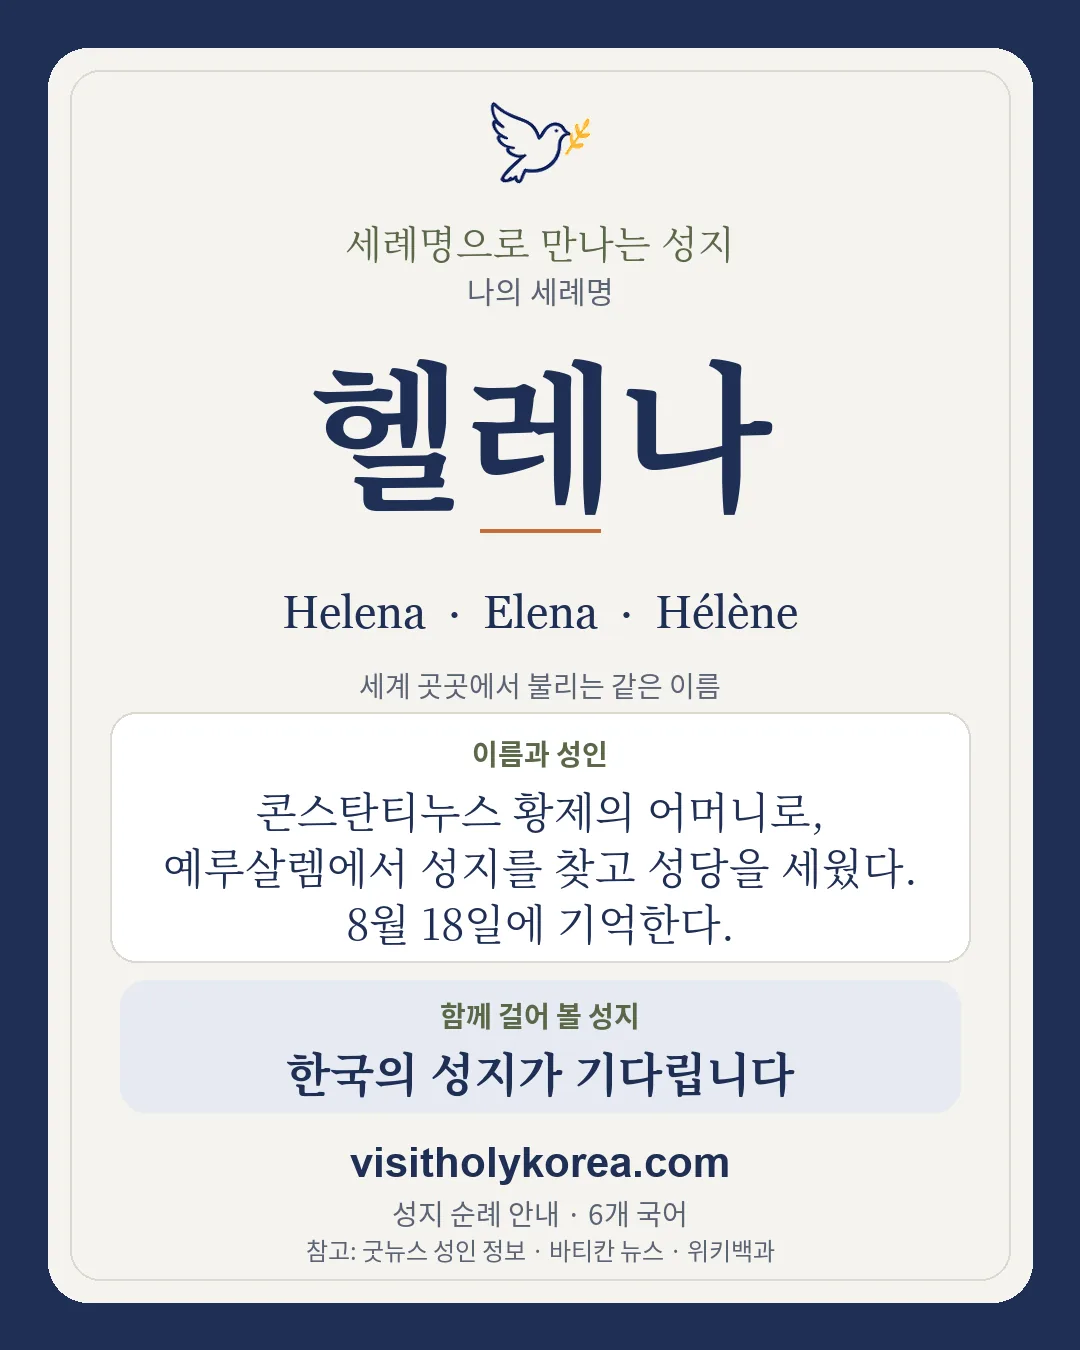 세례명으로 만나는 성지
나의 세례명
헬레나
Helena · Elena · Hélène
세계 곳곳에서 불리는 같은 이름
이름과 성인
콘스탄티누스 황제의 어머니로,
예루살렘에서 성지를 찾고 성당을 세웠다.
8월 18일에 기억한다.
함께 걸어 볼 성지
한국의 성지가 기다립니다
visitholykorea.com
성지 순례 안내 · 6개 국어
참고: 굿뉴스 성인 정보 · 바티칸 뉴스 · 위키백과